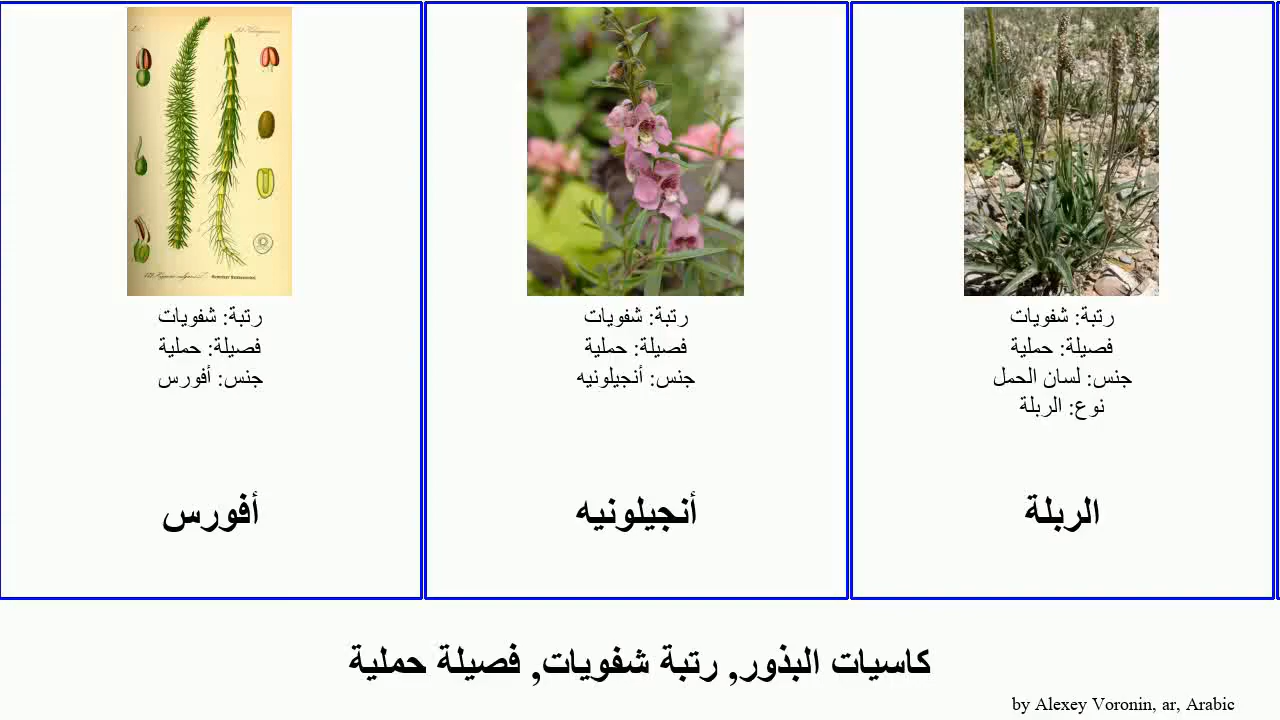 رتبة: شفويات
فصيلة: حملية
جنس: أفورس
أفورس
رتبة: شفويات
فصيلة: حملية
جنس: أنجيلونيه
أنجيلونيه
رتبة: شفويات
فصيلة: حملية
جنس: لسان الحمل
نوع: الربلة
الربلة
كاسيات البذور, رتبة شفويات, فصيلة حملية
by Alexey Voronin, ar, Arabic